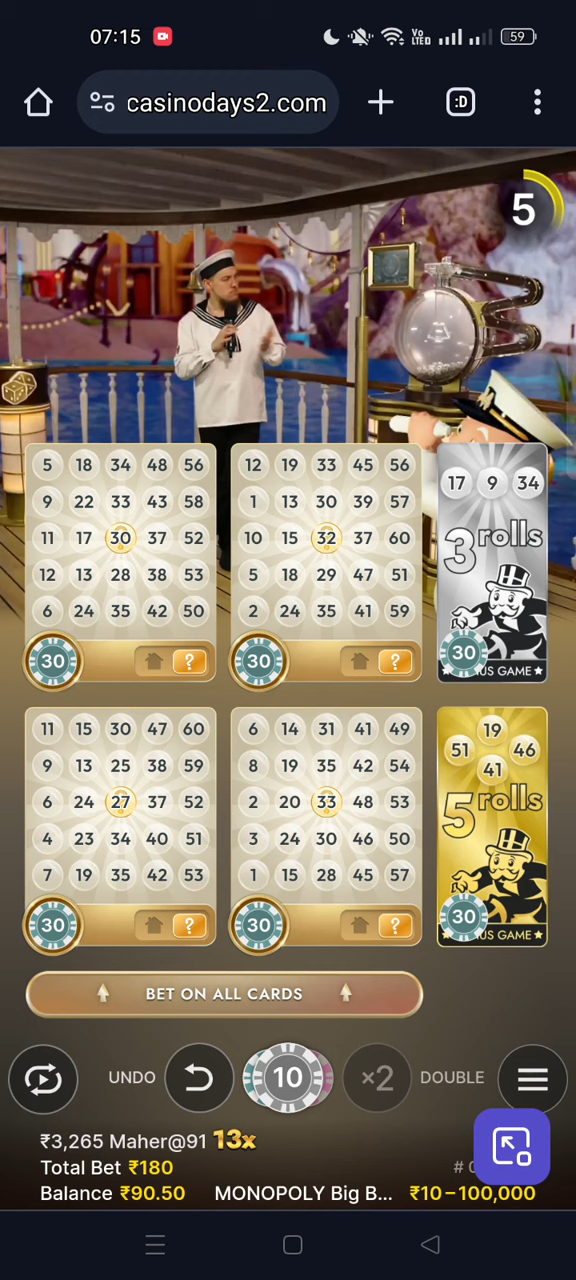 07:15
Vo
LTED
59
casinodays2.com
:D
5
5 18 34 48 56
9 22 33 43 58
11 17 30 37 52
12 13 28 38 53
6 24 35 42 50
30
?
12 19 33 45 56
1 13 30 39 57
10 15 32 37 60
5 18 29 47 51
2 24 35 41 59
30
?
17 9 34
3 rolls
30
US GAME
11 15 30 47 60
9 13 25 38 59
6 24 27 37 52
4 23 34 40 51
7 19 35 42 53
30
?
6 14 31 41 49
8 19 35 42 54
2 20 33 48 53
3 24 30 46 50
1 15 28 45 57
30
?
19
51 46
41
5 rolls
30
US GAME
BET ON ALL CARDS
UNDO
10
×2
DOUBLE
₹3,265 Maher@91 13x
Total Bet ₹180
#
Balance ₹90.50
MONOPOLY Big B...
₹10–100,000